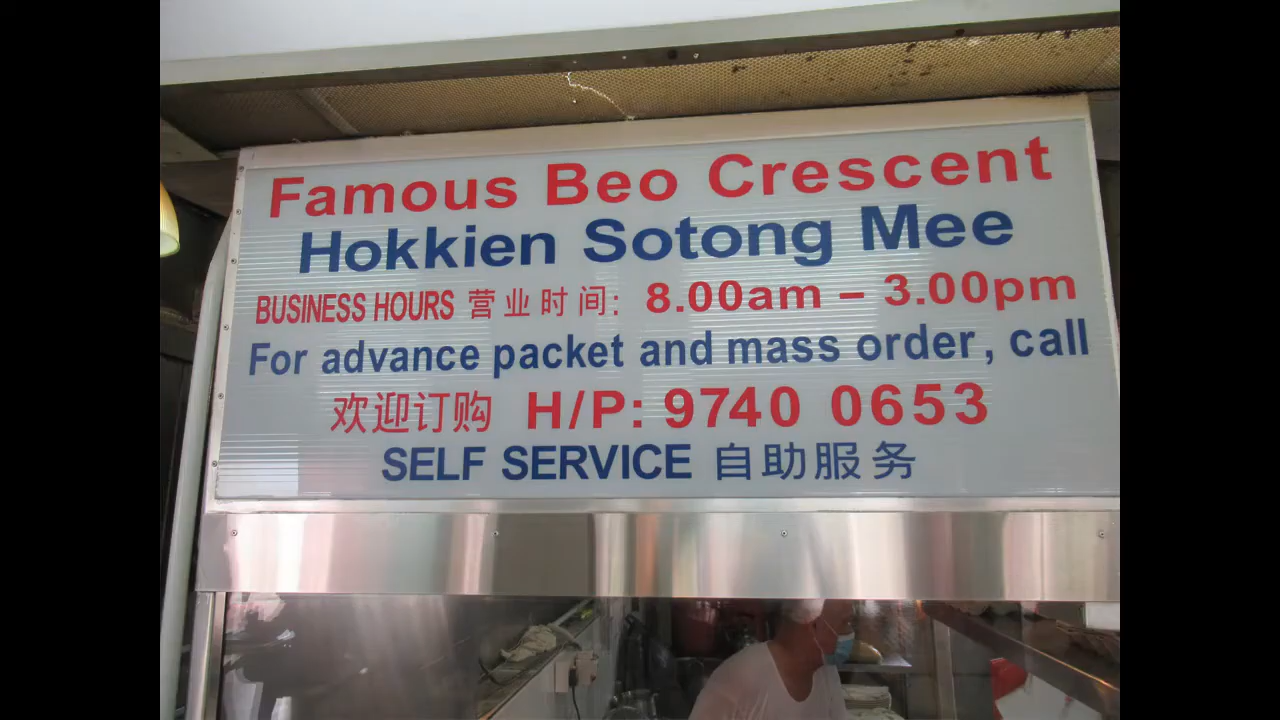 Famous Beo Crescent
Hokkien Sotong Mee
BUSINESS HOURS 营业时间: 8.00am – 3.00pm
For advance packet and mass order, call
欢迎订购 H/P: 9740 0653
SELF SERVICE 自助服务